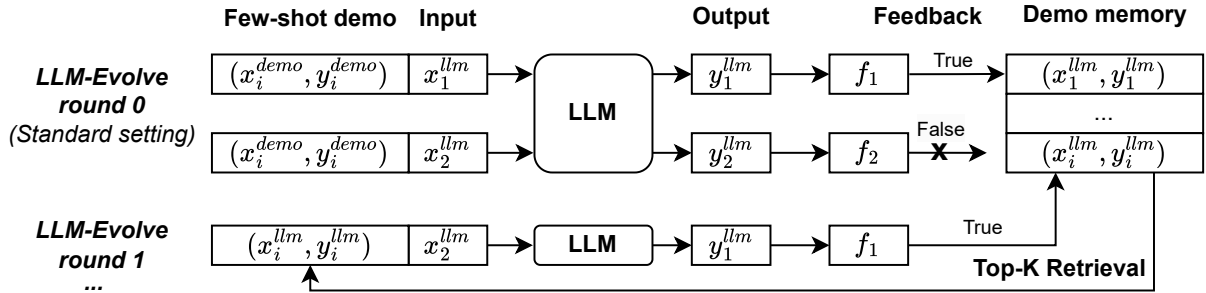 Few-shot demo Input Output Feedback Demo memory
LLM-Evolve
round 0
(Standard setting)
(x_i^{demo}, y_i^{demo}) x_1^{llm} LLM y_1^{llm} f_1 True (x_1^{llm}, y_1^{llm})
...
(x_i^{demo}, y_i^{demo}) x_2^{llm} y_2^{llm} f_2 False X (x_i^{llm}, y_i^{llm})
LLM-Evolve
round 1
...
(x_i^{llm}, y_i^{llm}) x_2^{llm} LLM y_1^{llm} f_1 True
Top-K Retrieval